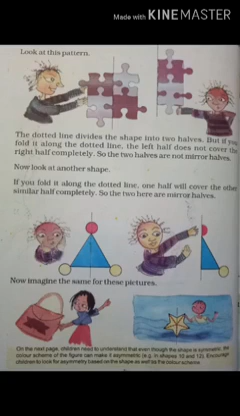 Made with KINEMASTER
Look at this pattern.
The dotted line divides the shape into two halves. But if you
fold it along the dotted line, the left half does not cover the
right half completely. So the two halves are not mirror halves.
Now look at another shape.
If you fold it along the dotted line, one half will cover the other
similar half completely. So the two here are mirror halves.
Now imagine the same for these pictures.
On the next page, children need to understand that even though the shape is symmetric, the
colour scheme of the figure can make it asymmetric (e.g. in shapes 10 and 12). Encourage
children to look for asymmetry based on the shape as well as the colour scheme.